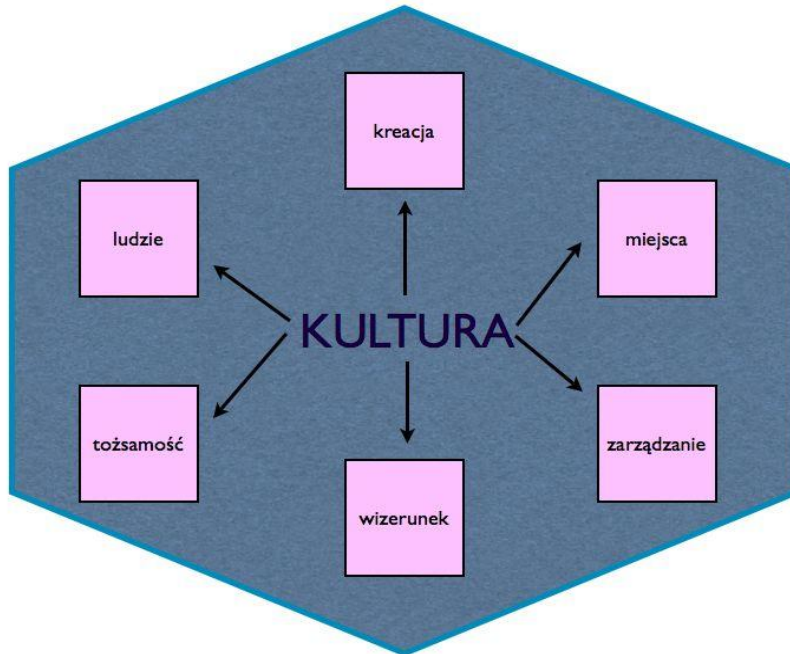 kreacja
ludzie
miejsca
KULTURA
tożsamość
zarządzanie
wizerunek